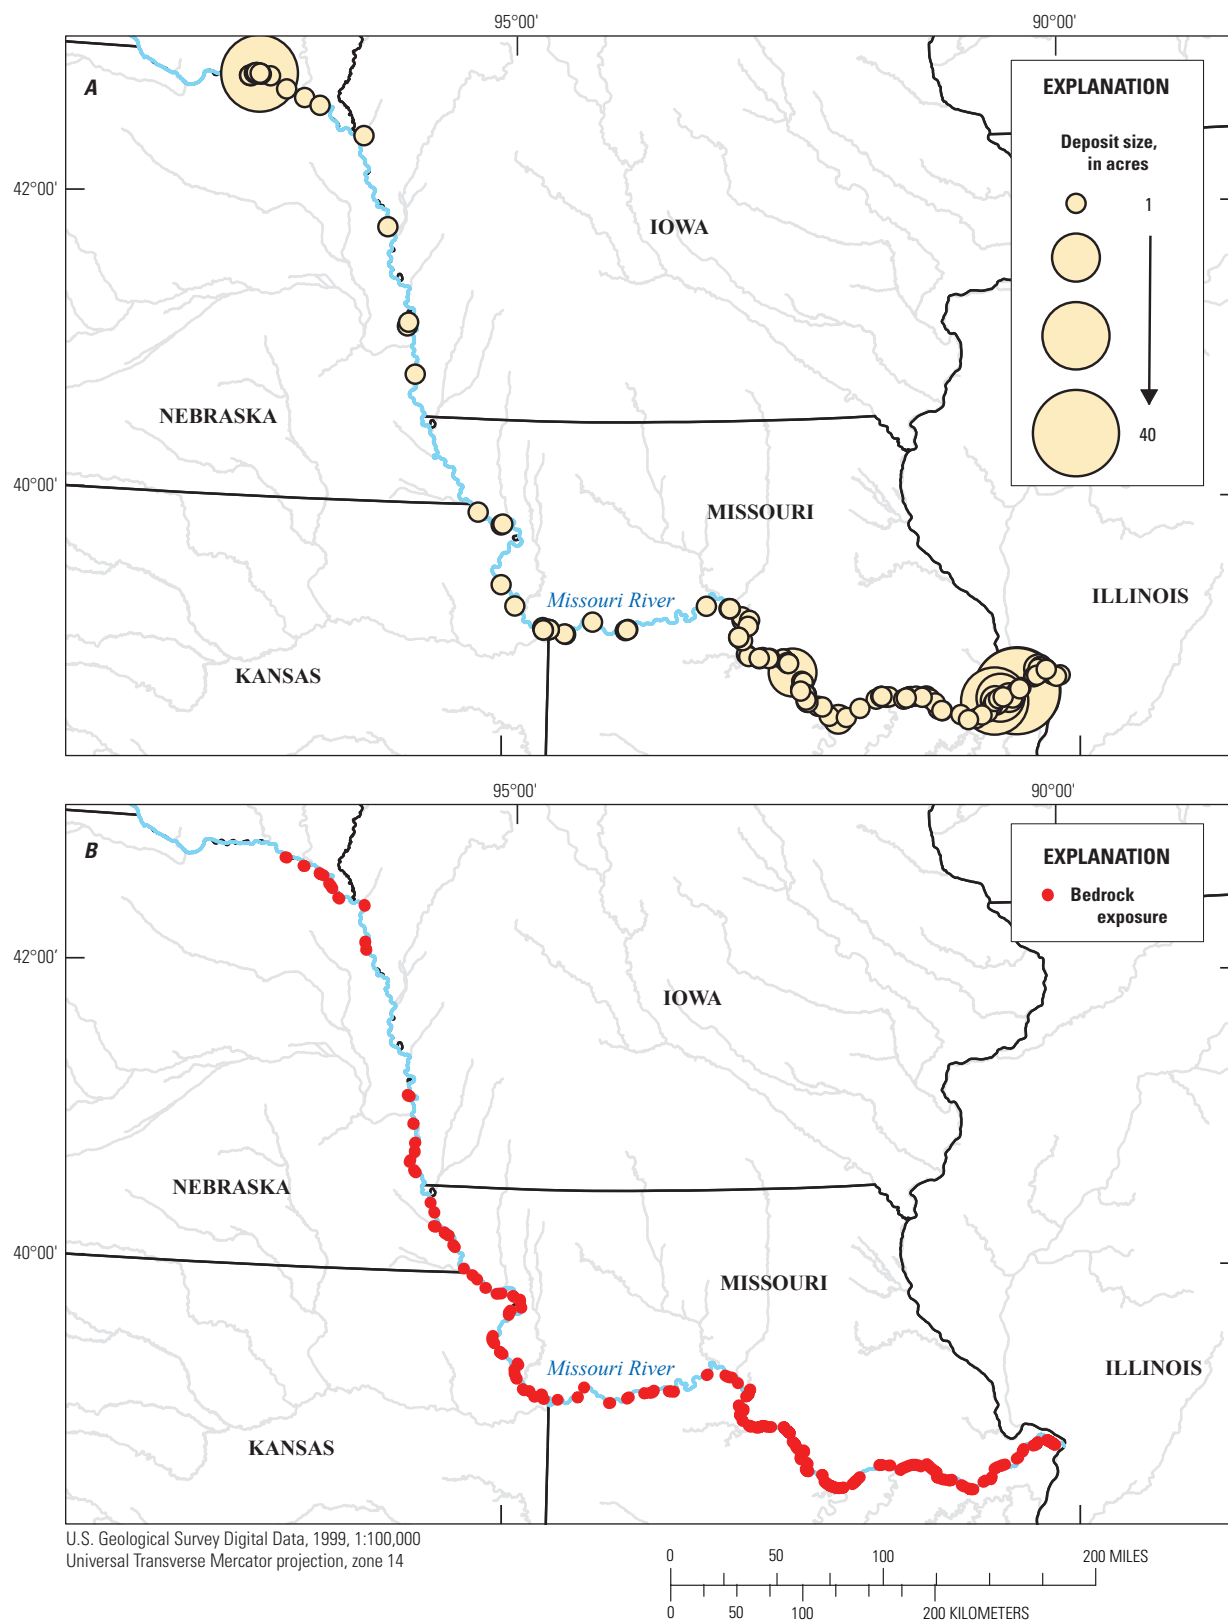 95°00'
90°00'
A
EXPLANATION
Deposit size,
in acres
1
40
42°00'
IOWA
NEBRASKA
40°00'
MISSOURI
Missouri River
ILLINOIS
KANSAS
95°00'
90°00'
B
EXPLANATION
Bedrock
exposure
42°00'
IOWA
NEBRASKA
40°00'
MISSOURI
Missouri River
ILLINOIS
KANSAS
U.S. Geological Survey Digital Data, 1999, 1:100,000
Universal Transverse Mercator projection, zone 14
0 50 100 200 MILES
0 50 100 200 KILOMETERS